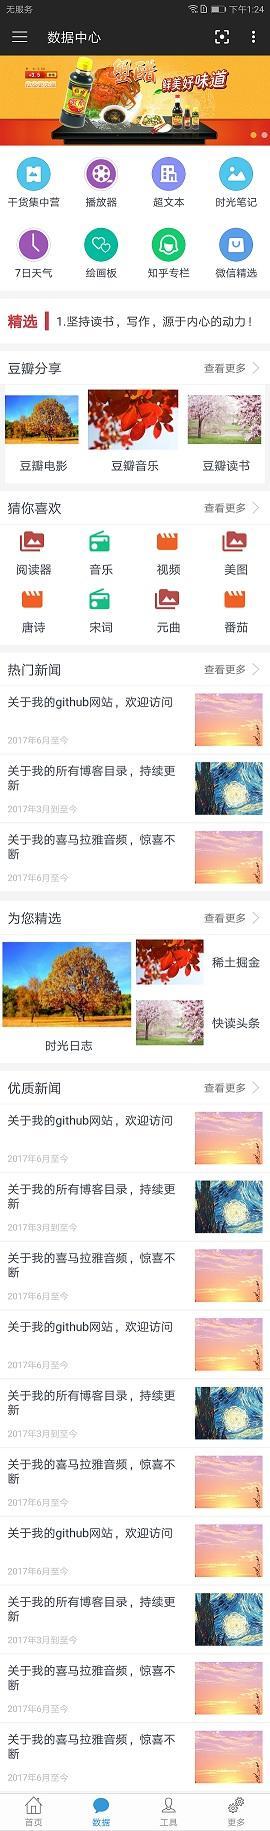 无服务
下午1:24
数据中心
蟹醋
鲜美好味道
干货集中营
播放器
超文本
时光笔记
7日天气
绘画板
知乎专栏
微信精选
精选
1.坚持读书，写作，源于内心的动力！
豆瓣分享
查看更多
豆瓣电影
豆瓣音乐
豆瓣读书
猜你喜欢
查看更多
阅读器
音乐
视频
美图
唐诗
宋词
元曲
番茄
热门新闻
查看更多
关于我的github网站，欢迎访问
2017年6月至今
关于我的所有博客目录，持续更
新
2017年3月到至今
关于我的喜马拉雅音频，惊喜不
断
2017年6月至今
为您精选
查看更多
时光日志
稀土掘金
快读头条
优质新闻
查看更多
关于我的github网站，欢迎访问
2017年6月至今
关于我的所有博客目录，持续更
新
2017年3月到至今
关于我的喜马拉雅音频，惊喜不
断
2017年6月至今
关于我的github网站，欢迎访问
2017年6月至今
关于我的所有博客目录，持续更
新
2017年3月到至今
关于我的喜马拉雅音频，惊喜不
断
2017年6月至今
关于我的github网站，欢迎访问
2017年6月至今
关于我的所有博客目录，持续更
新
2017年3月到至今
关于我的喜马拉雅音频，惊喜不
断
2017年6月至今
关于我的喜马拉雅音频，惊喜不
断
2017年6月至今
首页
数据
工具
更多